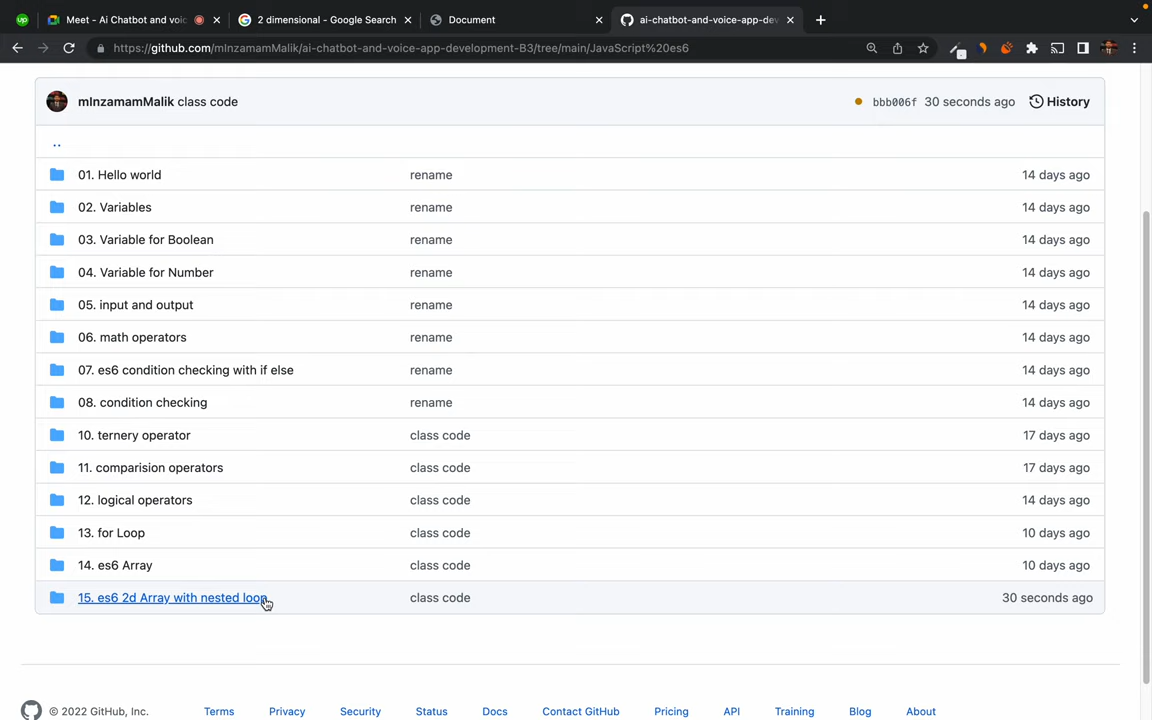 up Meet - Ai Chatbot and voic 2 dimensional - Google Search Document ai-chatbot-and-voice-app-dev
https://github.com/mInzamamMalik/ai-chatbot-and-voice-app-development-B3/tree/main/JavaScript%20es6
mInzamamMalik class code bbb006f 30 seconds ago History
..
01. Hello world rename 14 days ago
02. Variables rename 14 days ago
03. Variable for Boolean rename 14 days ago
04. Variable for Number rename 14 days ago
05. input and output rename 14 days ago
06. math operators rename 14 days ago
07. es6 condition checking with if else rename 14 days ago
08. condition checking rename 14 days ago
10. ternery operator class code 17 days ago
11. comparision operators class code 17 days ago
12. logical operators class code 14 days ago
13. for Loop class code 10 days ago
14. es6 Array class code 10 days ago
15. es6 2d Array with nested loop class code 30 seconds ago
© 2022 GitHub, Inc. Terms Privacy Security Status Docs Contact GitHub Pricing API Training Blog About